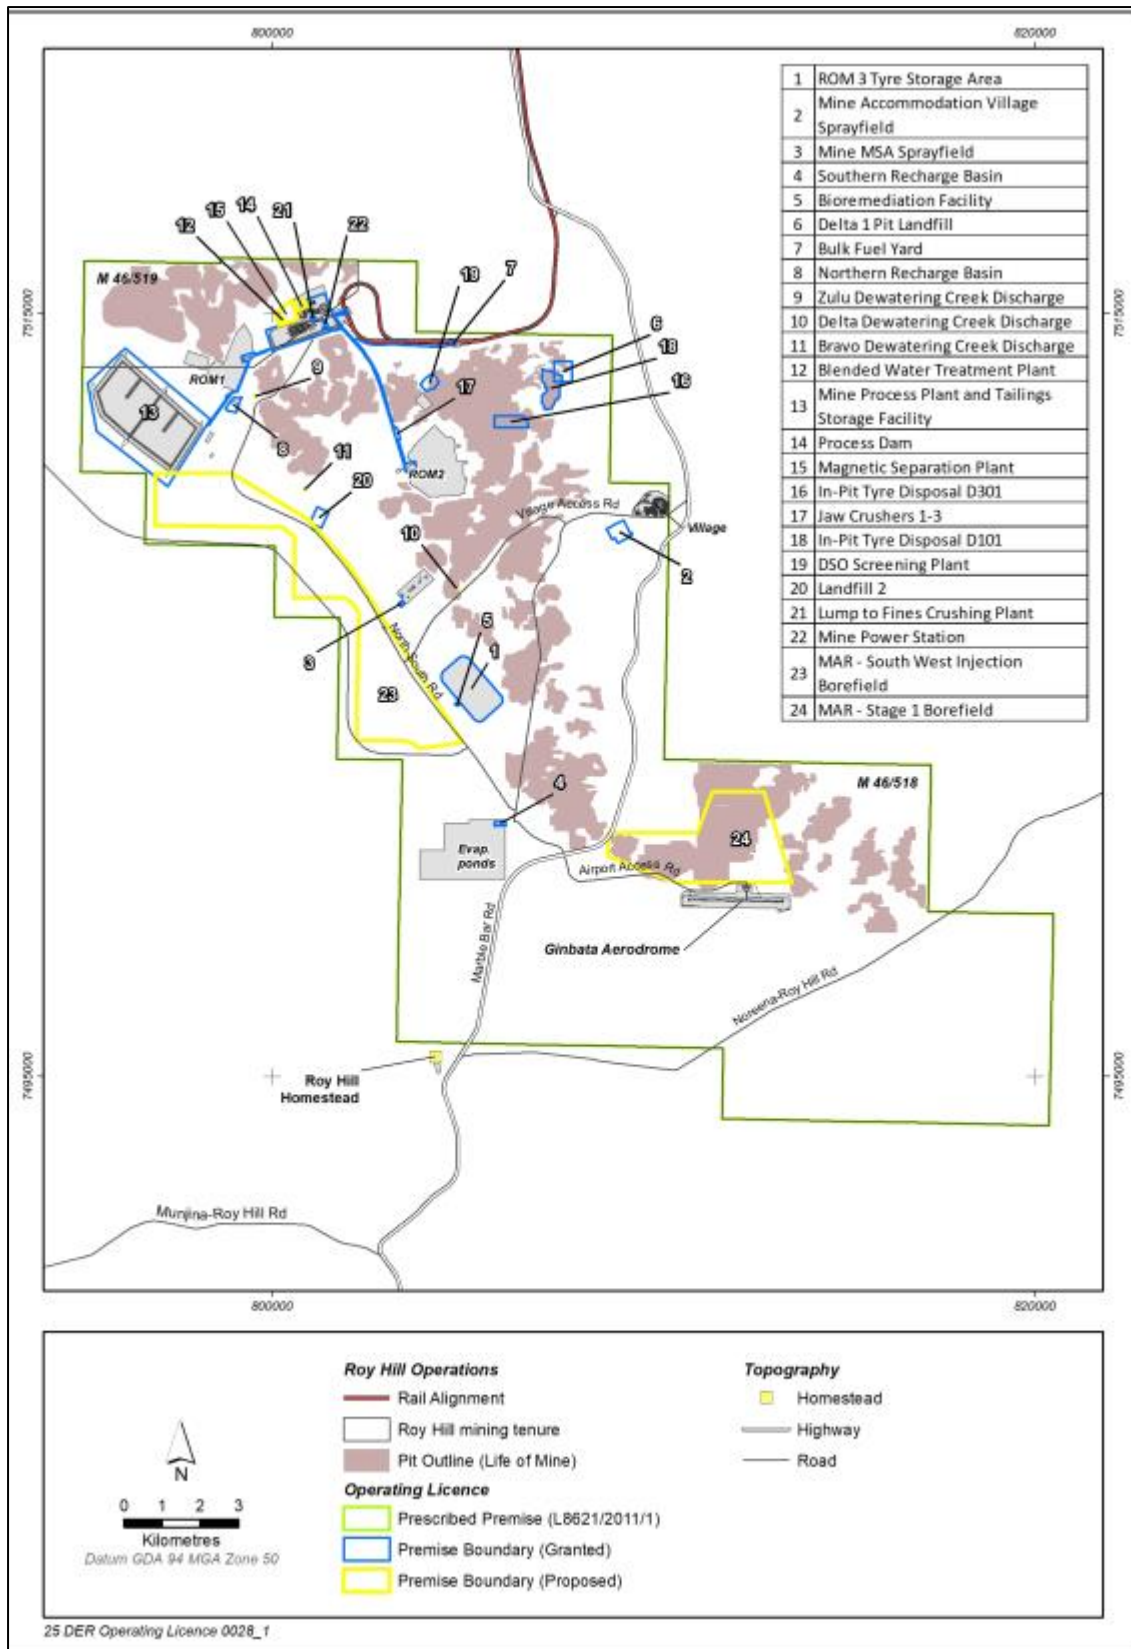 800000
820000
1 ROM 3 Tyre Storage Area
2 Mine Accommodation Village
Sprayfield
3 Mine MSA Sprayfield
4 Southern Recharge Basin
5 Bioremediation Facility
6 Delta 1 Pit Landfill
7 Bulk Fuel Yard
8 Northern Recharge Basin
9 Zulu Dewatering Creek Discharge
10 Delta Dewatering Creek Discharge
11 Bravo Dewatering Creek Discharge
12 Blended Water Treatment Plant
13 Mine Process Plant and Tailings
Storage Facility
14 Process Dam
15 Magnetic Separation Plant
16 In-Pit Tyre Disposal D301
17 Jaw Crushers 1-3
18 In-Pit Tyre Disposal D101
19 DSO Screening Plant
20 Landfill 2
21 Lump to Fines Crushing Plant
22 Mine Power Station
23 MAR - South West Injection
Borefield
24 MAR - Stage 1 Borefield
12
15
14
21
22
M 46/519
19
7
7515000
7515000
6
18
ROM1
9
17
16
13
8
11
ROM2
20
Village Access Rd
Village
10
2
3
North South Rd
5
1
23
4
M 46/518
24
Evap.
ponds
Airport Access Rd
Marble Bar Rd
Ginbata Aerodrome
Noreena-Roy Hill Rd
7495000
7495000
Roy Hill
Homestead
Munjina-Roy Hill Rd
800000
820000
Roy Hill Operations
Rail Alignment
Roy Hill mining tenure
Pit Outline (Life of Mine)
Operating Licence
Prescribed Premise (L8621/2011/1)
Premise Boundary (Granted)
Premise Boundary (Proposed)
Topography
Homestead
Highway
Road
N
0 1 2 3
Kilometres
Datum GDA 94 MGA Zone 50
25 DER Operating Licence 0028_1